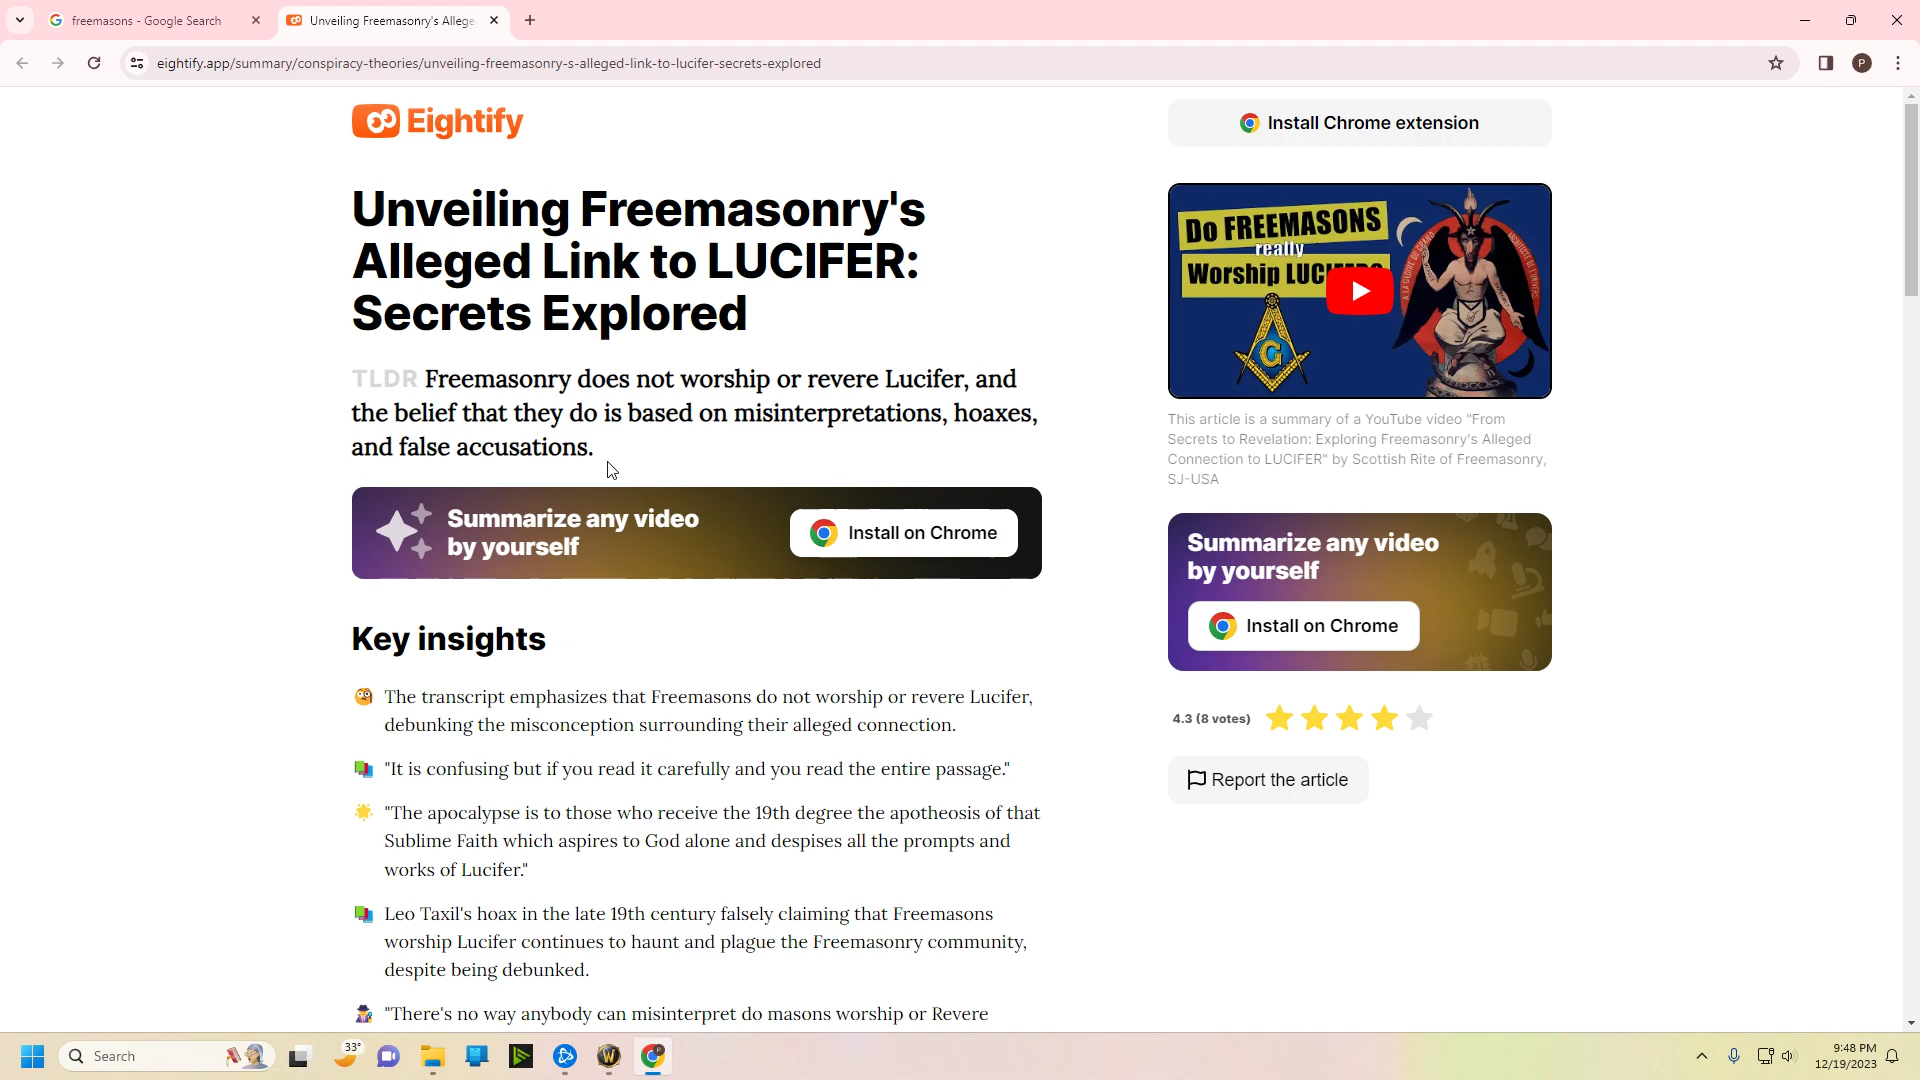 freemasons - Google Search
Unveiling Freemasonry's Allege
eightify.app/summary/conspiracy-theories/unveiling-freemasonry-s-alleged-link-to-lucifer-secrets-explored
P
Eightify
Install Chrome extension
Unveiling Freemasonry's
Alleged Link to LUCIFER:
Secrets Explored
TLDR Freemasonry does not worship or revere Lucifer, and
the belief that they do is based on misinterpretations, hoaxes,
and false accusations.
Summarize any video
by yourself
Install on Chrome
Key insights
The transcript emphasizes that Freemasons do not worship or revere Lucifer,
debunking the misconception surrounding their alleged connection.
"It is confusing but if you read it carefully and you read the entire passage."
"The apocalypse is to those who receive the 19th degree the apotheosis of that
Sublime Faith which aspires to God alone and despises all the prompts and
works of Lucifer."
Leo Taxil's hoax in the late 19th century falsely claiming that Freemasons
worship Lucifer continues to haunt and plague the Freemasonry community,
despite being debunked.
"There's no way anybody can misinterpret do masons worship or Revere
Do FREEMASONS
really
Worship LUC
G
This article is a summary of a YouTube video "From
Secrets to Revelation: Exploring Freemasonry's Alleged
Connection to LUCIFER" by Scottish Rite of Freemasonry,
SJ-USA
Summarize any video
by yourself
Install on Chrome
4.3 (8 votes)
Report the article
Search
33°
9:48 PM
12/19/2023